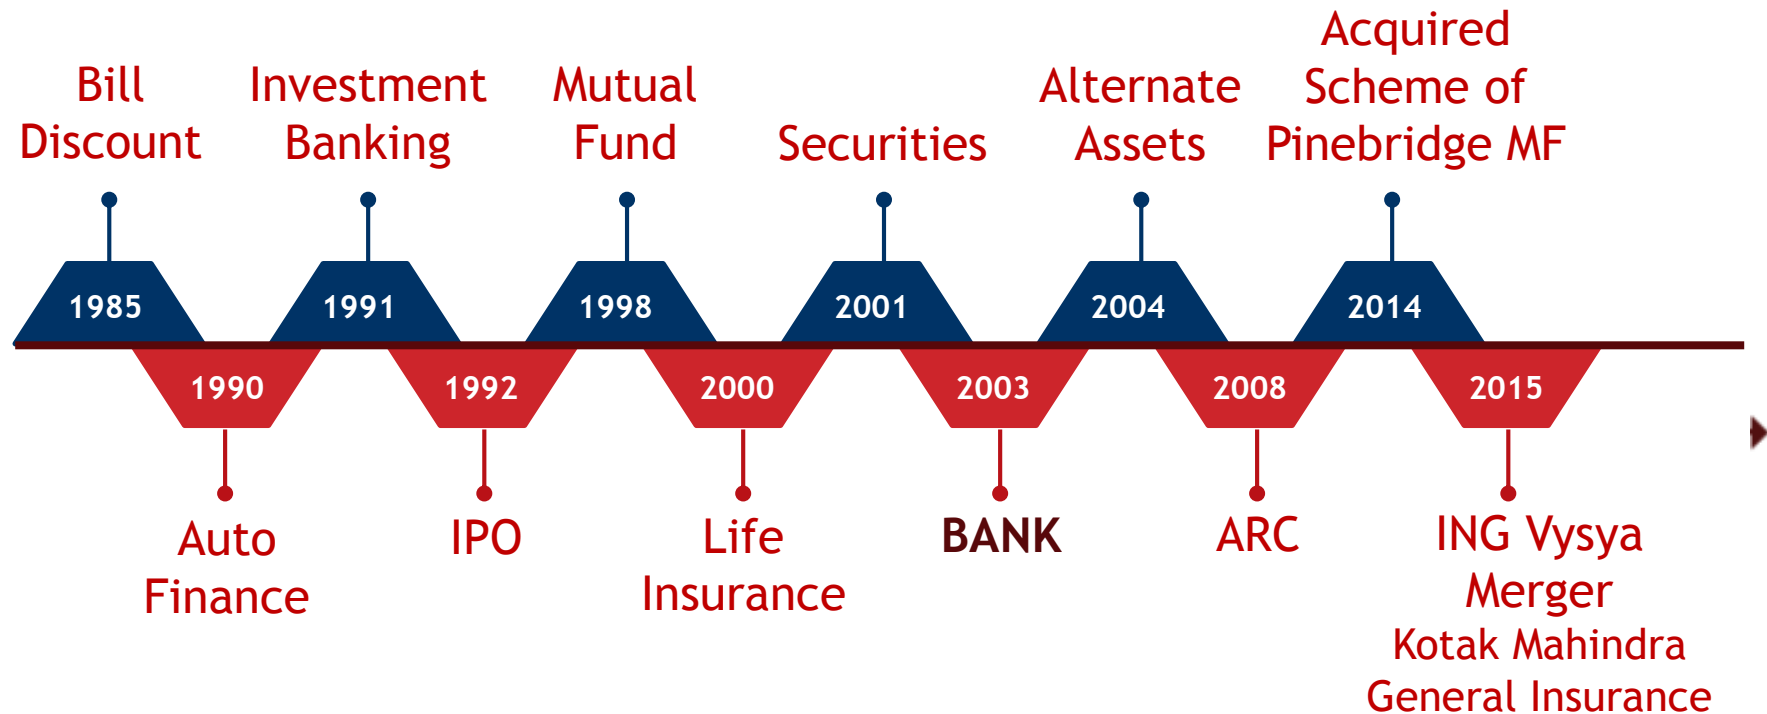 Bill
Discount
Investment
Banking
Mutual
Fund
Securities
Alternate
Assets
Acquired
Scheme of
Pinebridge MF
1985
1991
1998
2001
2004
2014
1990
1992
2000
2003
2008
2015
Auto
Finance
IPO
Life
Insurance
BANK
ARC
ING Vysya
Merger
Kotak Mahindra
General Insurance